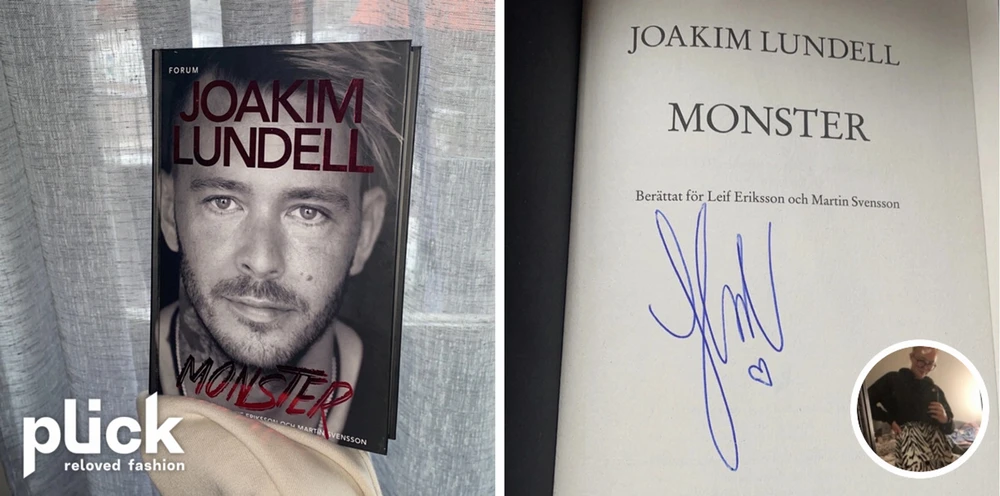 FORUM
JOAKIM
LUNDELL
MONSTER
ERIKSSON OCH MARTIN SVENSSON
plick
reloved fashion
JOAKIM LUNDELL
MONSTER
Berättat för Leif Eriksson och Martin Svensson